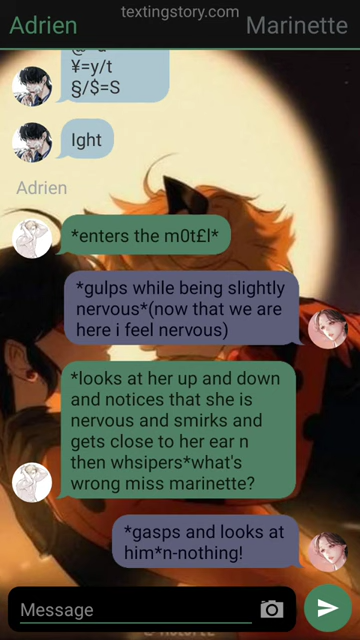 textingstory.com
Adrien
Marinette
¥=y/t
§/$=S
Ight
Adrien
*enters the m0t£l*
*gulps while being slightly
nervous*(now that we are
here i feel nervous)
*looks at her up and down
and notices that she is
nervous and smirks and
gets close to her ear n
then whsipers*what's
wrong miss marinette?
*gasps and looks at
him*n-nothing!
Message